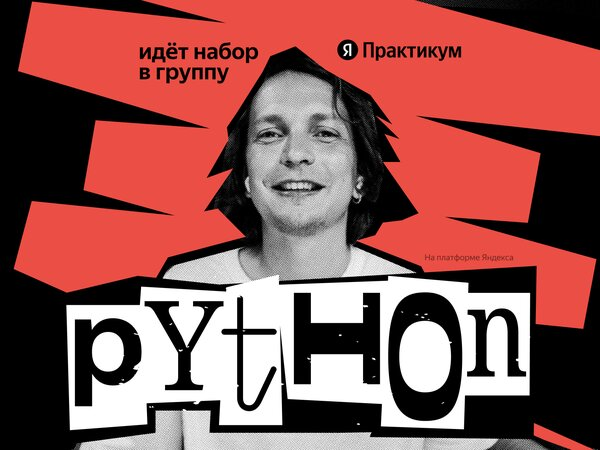 идёт набор
в группу
Я Практикум
На платформе Яндекса
pYtHOn